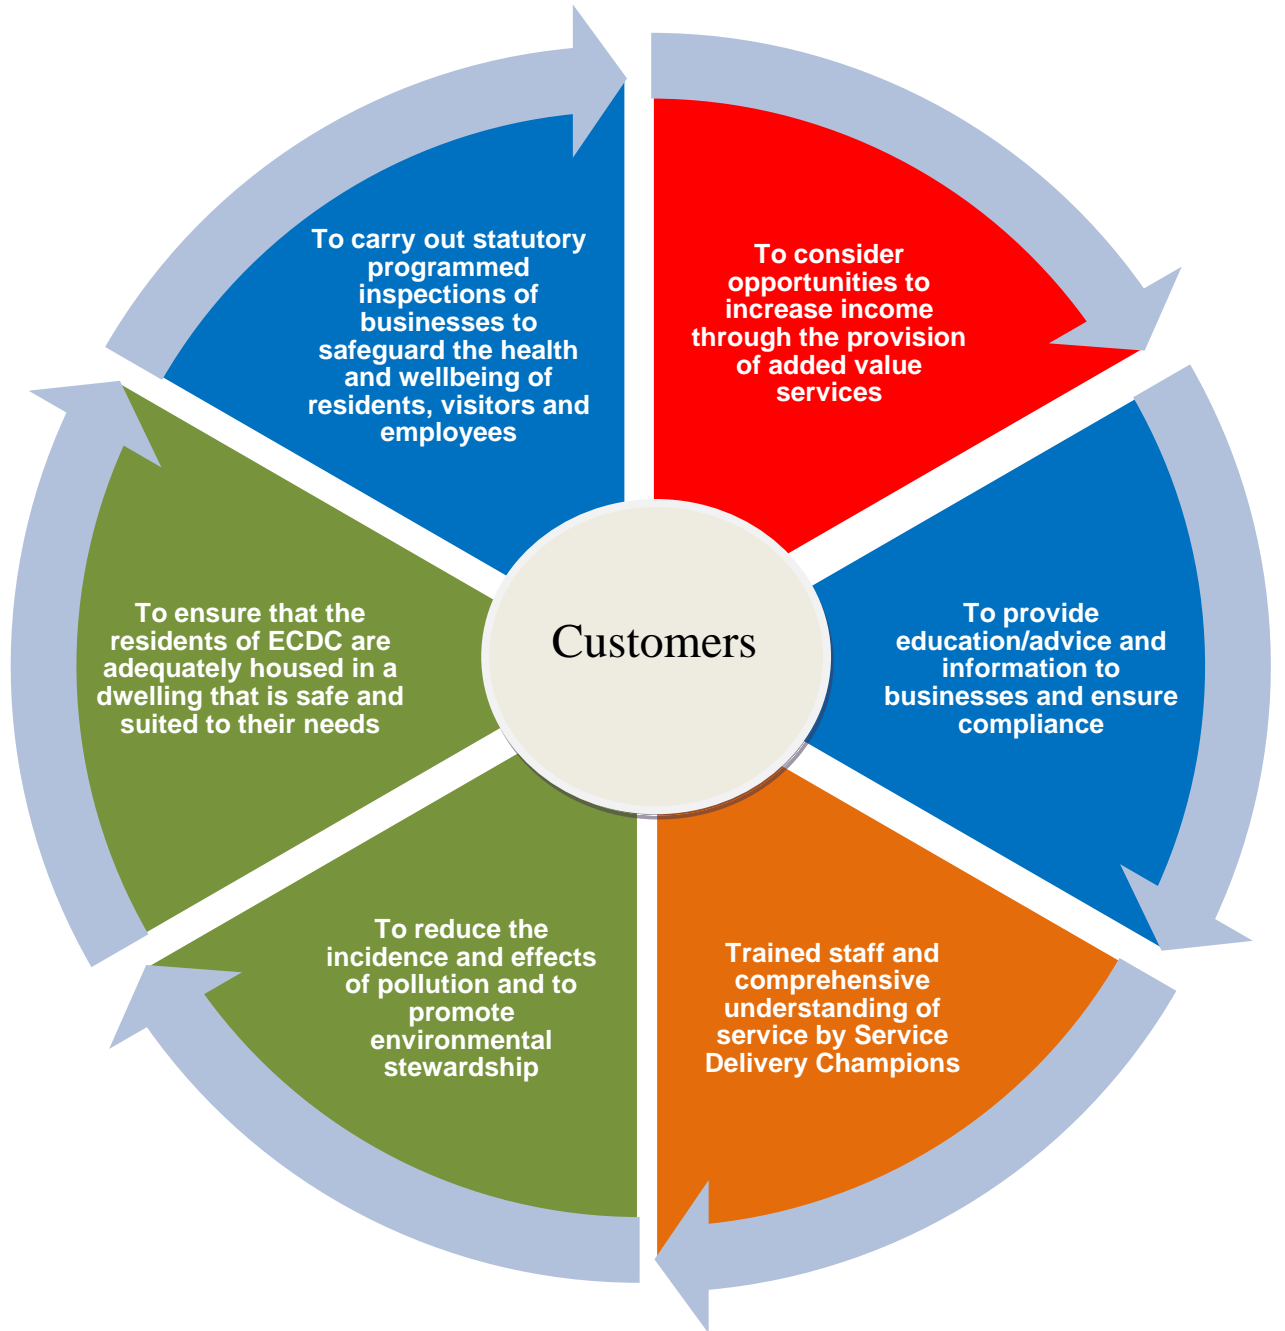 To carry out statutory
programmed
inspections of
businesses to
safeguard the health
and wellbeing of
residents, visitors and
employees
To consider
opportunities to
increase income
through the provision
of added value
services
To ensure that the
residents of ECDC are
adequately housed in a
dwelling that is safe and
suited to their needs
Customers
To provide
education/advice and
information to
businesses and ensure
compliance
To reduce the
incidence and effects
of pollution and to
promote
environmental
stewardship
Trained staff and
comprehensive
understanding of
service by Service
Delivery Champions